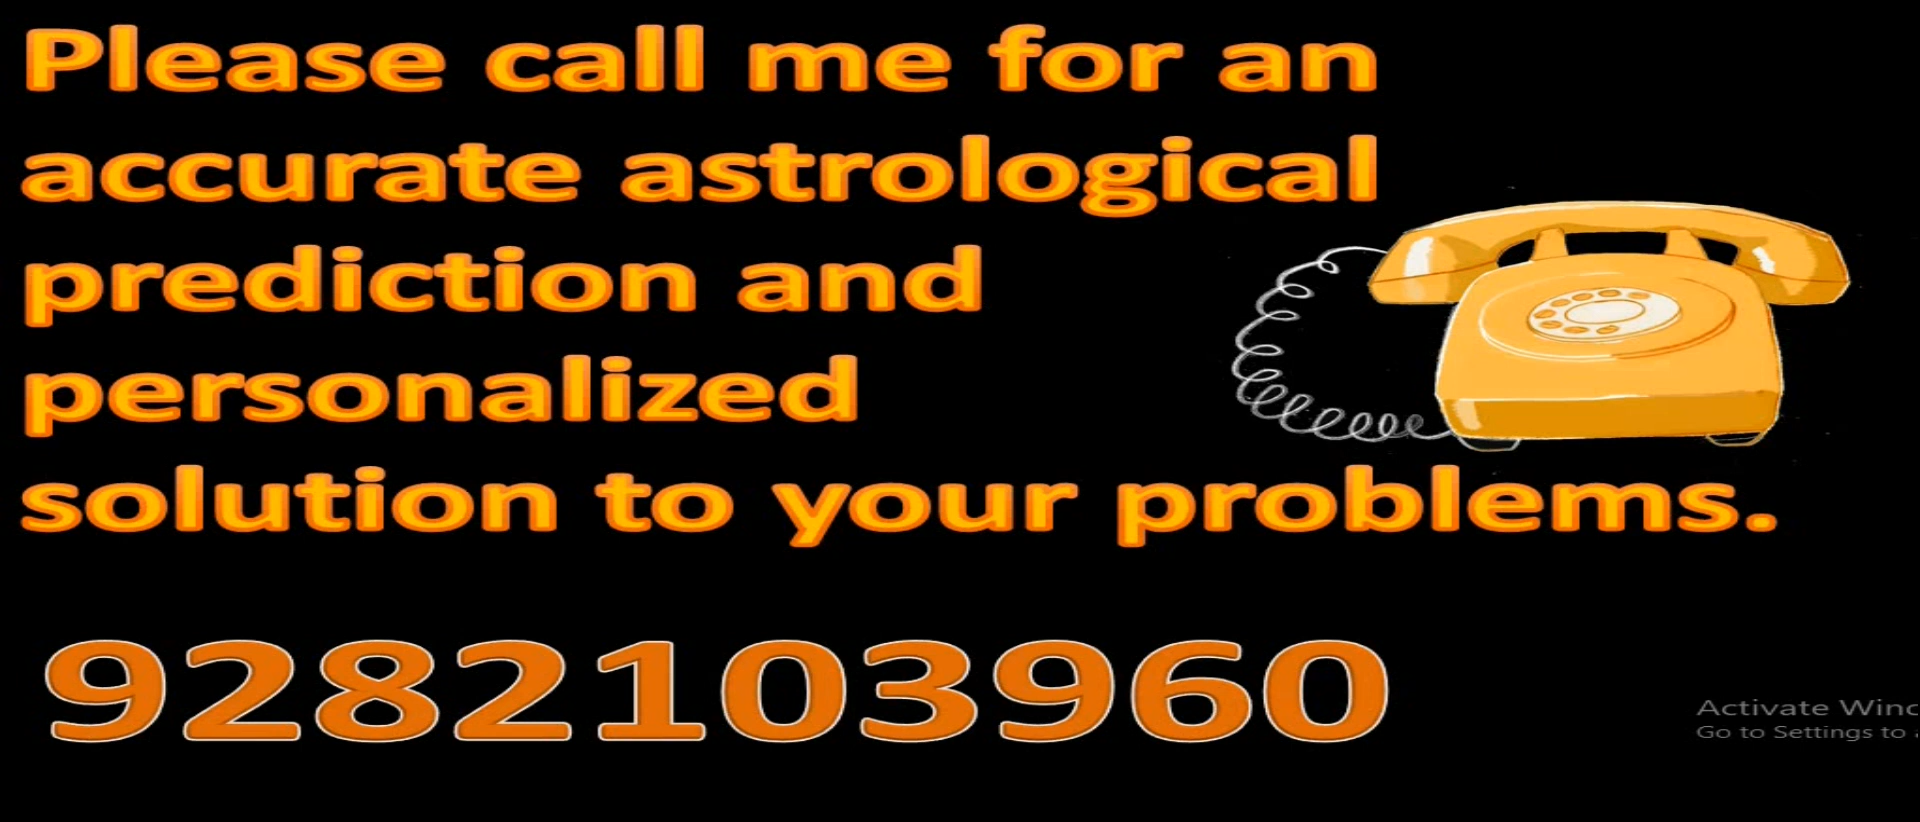 Please call me for an
accurate astrological
prediction and
personalized
solution to your problems.
9282103960
Activate Winc
Go to Settings to